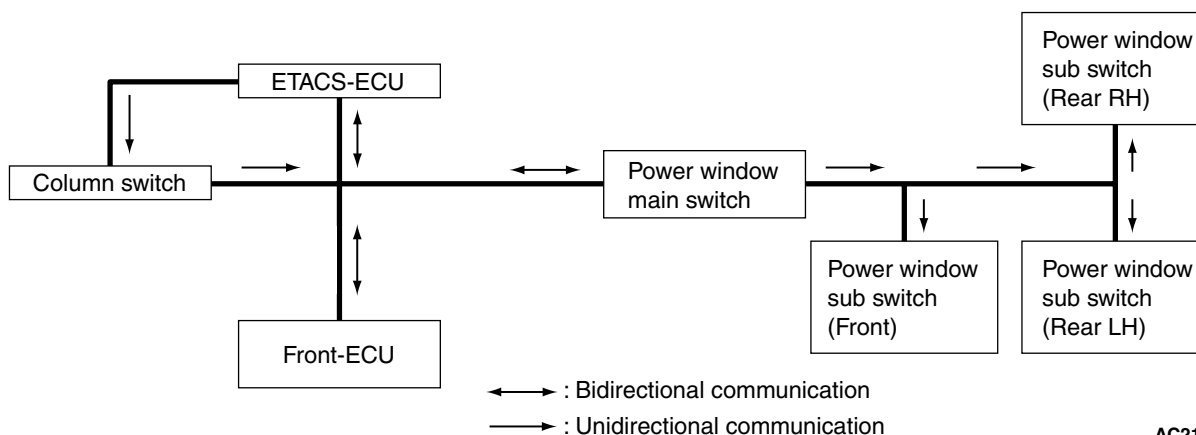 ETACS-ECU
Column switch
Front-ECU
Power window
main switch
Power window
sub switch
(Front)
Power window
sub switch
(Rear RH)
Power window
sub switch
(Rear LH)
: Bidirectional communication
: Unidirectional communication